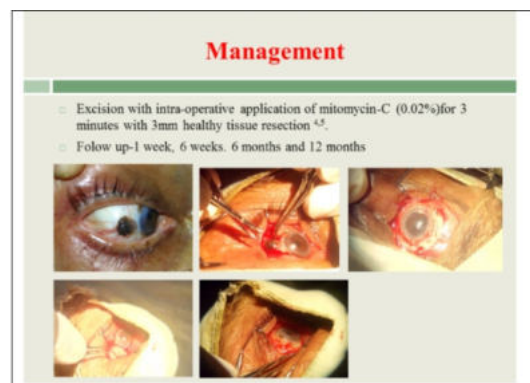 Management
Excision with intra-operative application of mitomycin-C (0.02%)for 3
minutes with 3mm healthy tissue resection 4,5.
Folow up-1 week, 6 weeks. 6 months and 12 months